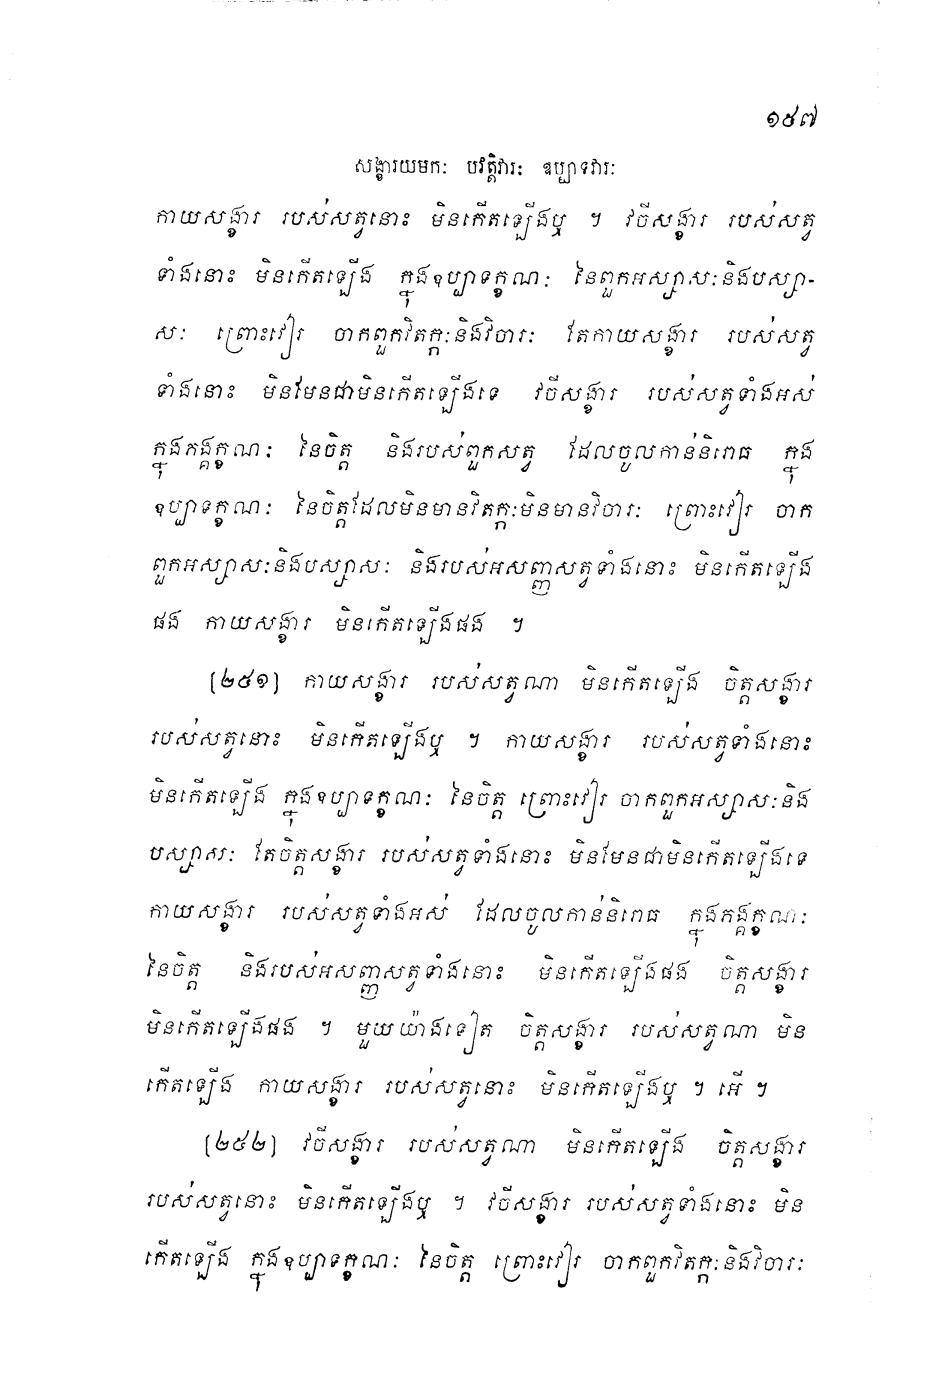 ១៥៧
សង្ខារយមកៈ បវត្តិវារៈ ឧប្បាទវារៈ
កាយសង្ខារ របស់សត្វនោះ មិនកើតឡើងឬ ។ វចីសង្ខារ របស់សត្វ
ទាំងនោះ មិនកើតឡើង ក្នុងឧប្បាទក្ខណៈ នៃពួកអស្សាសៈនិងបស្សា-
សៈ ព្រោះវៀរ ចាកពួកវិតក្កៈនិងវិចារៈ តែកាយសង្ខារ របស់សត្វ
ទាំងនោះ មិនមែនជាមិនកើតឡើងទេ វចីសង្ខារ របស់សត្វទាំងអស់
ក្នុងភង្គក្ខណៈ នៃចិត្ត និងរបស់ពួកសត្វ ដែលចូលកាន់និរោធ ក្នុង
ឧប្បាទក្ខណៈ នៃចិត្តដែលមិនមានវិតក្កៈមិនមានវិចារៈ ព្រោះវៀរ ចាក
ពួកអស្សាសៈនិងបស្សាសៈ និងរបស់អសញ្ញសត្វទាំងនោះ មិនកើតឡើង
ផង កាយសង្ខារ មិនកើតឡើងផង ។
(២៥១) កាយសង្ខារ របស់សត្វណា មិនកើតឡើង ចិត្តសង្ខារ
របស់សត្វនោះ មិនកើតឡើងឬ ។ កាយសង្ខារ របស់សត្វទាំងនោះ
មិនកើតឡើង ក្នុងឧប្បាទក្ខណៈ នៃចិត្ត ព្រោះវៀរ ចាកពួកអស្សាសៈនិង
បស្សាសៈ តែចិត្តសង្ខារ របស់សត្វទាំងនោះ មិនមែនជាមិនកើតឡើងទេ
កាយសង្ខារ របស់សត្វទាំងអស់ ដែលចូលកាន់និរោធ ក្នុងភង្គក្ខណៈ
នៃចិត្ត និងរបស់អសញ្ញសត្វទាំងនោះ មិនកើតឡើងផង ចិត្តសង្ខារ
មិនកើតឡើងផង ។ មួយយ៉ាងទៀត ចិត្តសង្ខារ របស់សត្វណា មិន
កើតឡើង កាយសង្ខារ របស់សត្វនោះ មិនកើតឡើងឬ ។ អើ ។
(២៥២) វចីសង្ខារ របស់សត្វណា មិនកើតឡើង ចិត្តសង្ខារ
របស់សត្វនោះ មិនកើតឡើងឬ ។ វចីសង្ខារ របស់សត្វទាំងនោះ មិន
កើតឡើង ក្នុងឧប្បាទក្ខណៈ នៃចិត្ត ព្រោះវៀរ ចាកពួកវិតក្កៈនិងវិចារៈ